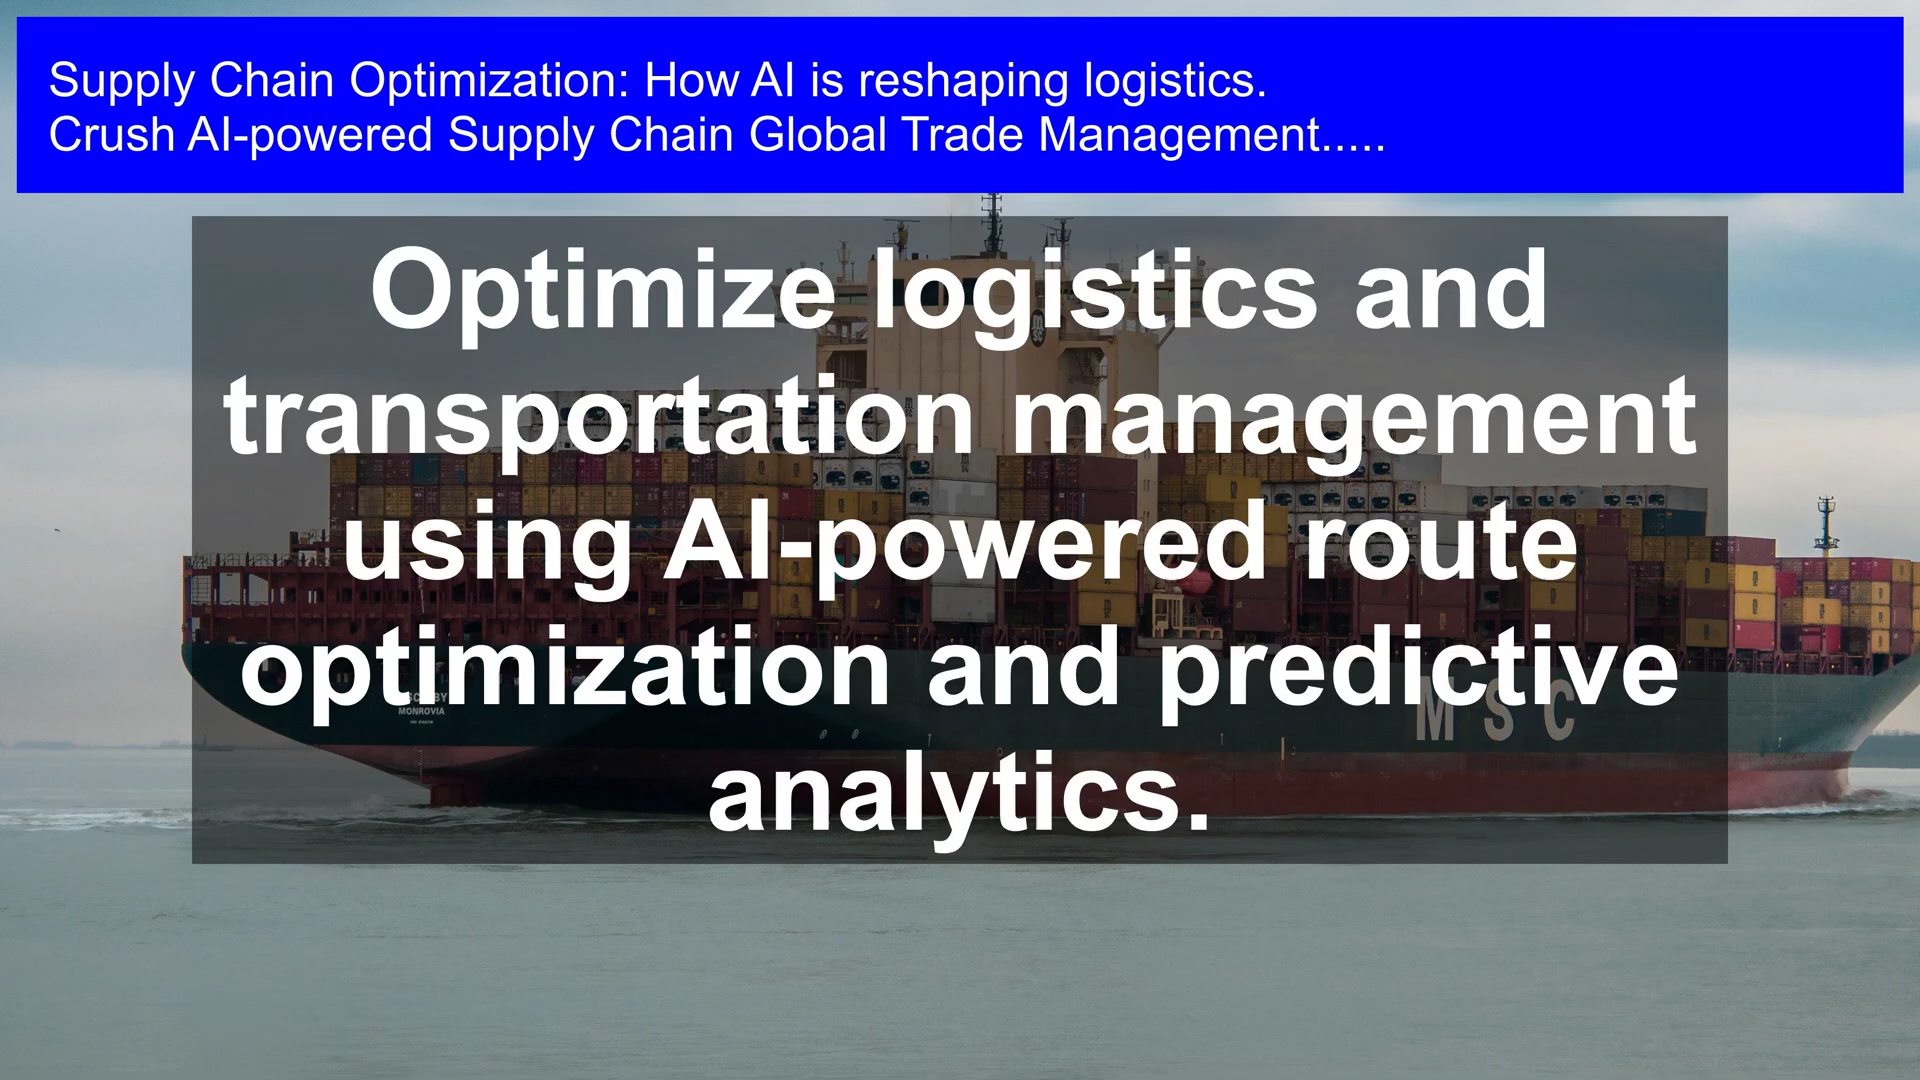 Supply Chain Optimization: How AI is reshaping logistics.
Crush AI-powered Supply Chain Global Trade Management.....
Optimize logistics and
transportation management
using AI-powered route
optimization and predictive
analytics.
MONROVIA
MSC